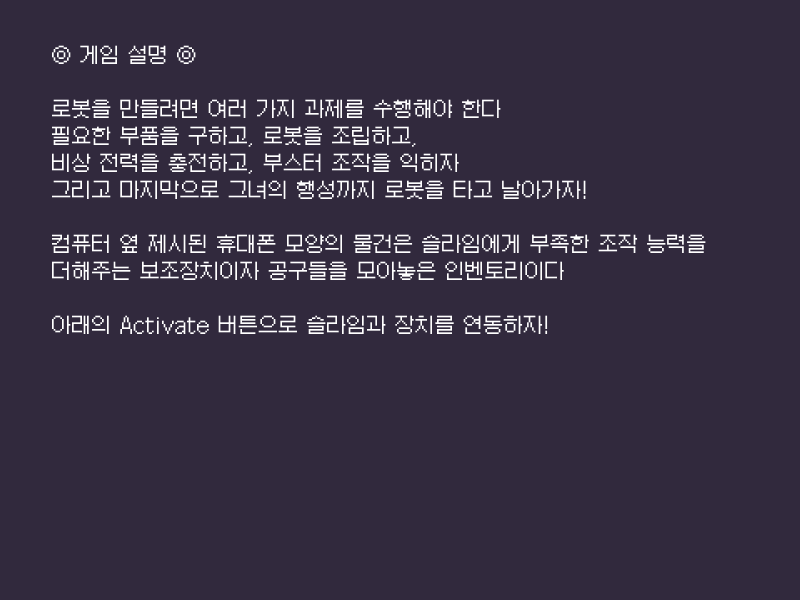 ◎ 게임 설명 ◎
로봇을 만들려면 여러 가지 과제를 수행해야 한다
필요한 부품을 구하고, 로봇을 조립하고,
비상 전력을 충전하고, 부스터 조작을 익히자
그리고 마지막으로 그녀의 행성까지 로봇을 타고 날아가자!
컴퓨터 옆 제시된 휴대폰 모양의 물건은 슬라임에게 부족한 조작 능력을
더해주는 보조장치이자 공구들을 모아놓은 인벤토리이다
아래의 Activate 버튼으로 슬라임과 장치를 연동하자!